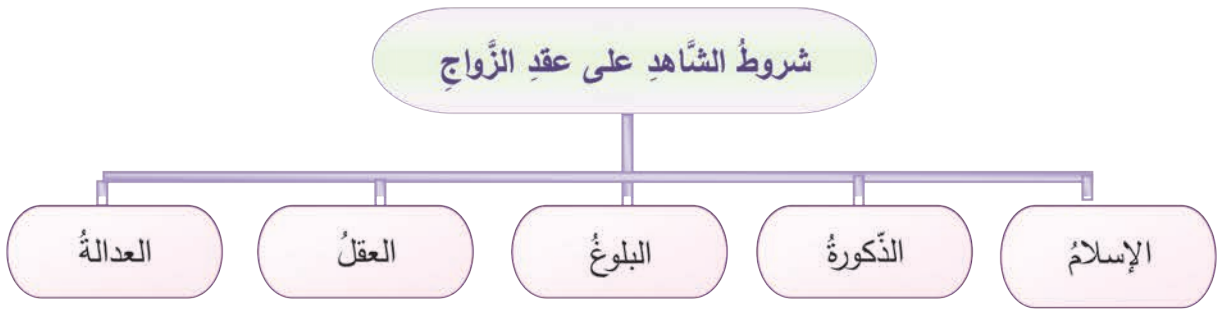 شروطُ الشَّاهدِ على عقدِ الزَّواجِ
الإسلامُ
الذّكورةُ
البلوغُ
العقلُ
العدالةُ